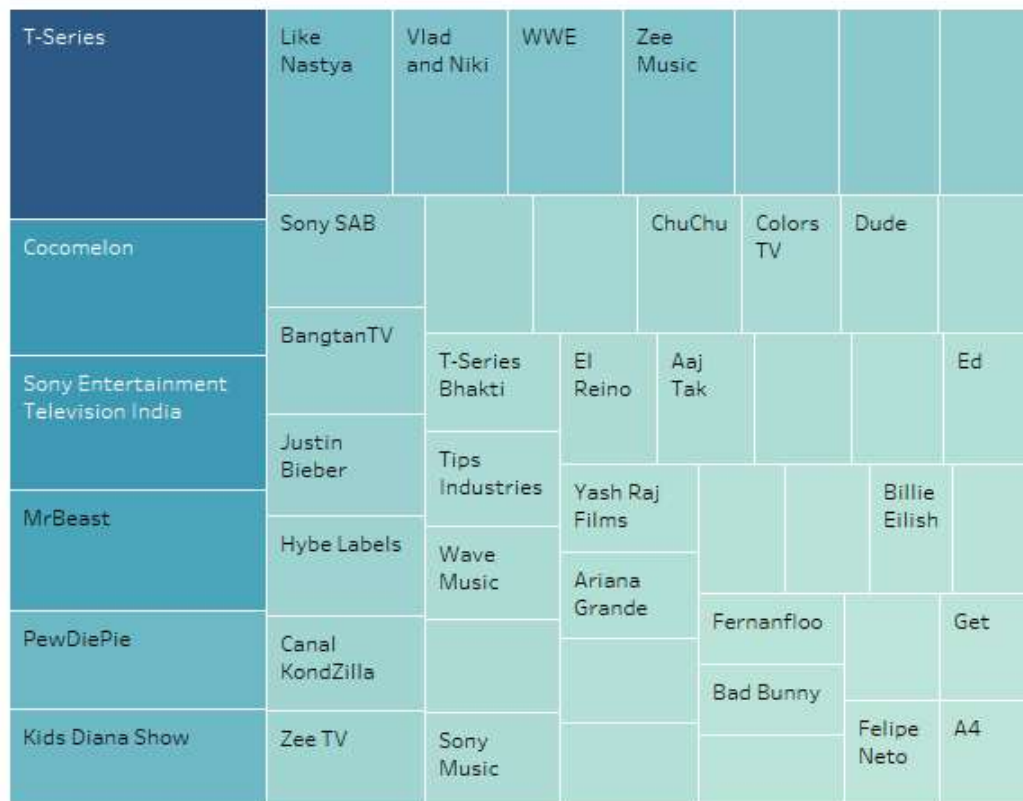 T-Series
Cocomelon
Sony Entertainment
Television India
MrBeast
PewDiePie
Kids Diana Show
Like
Nastya
Vlad
and Niki
WWE
Zee
Music
Sony SAB
BangtanTV
Justin
Bieber
Hybe Labels
Canal
KondZilla
Zee TV
ChuChu
Colors
TV
Dude
T-Series
Bhakti
Tips
Industries
Wave
Music
Sony
Music
El
Reino
Aaj
Tak
Ed
Yash Raj
Films
Ariana
Grande
Billie
Eilish
Fernanfloo
Bad Bunny
Get
Felipe
Neto
A4